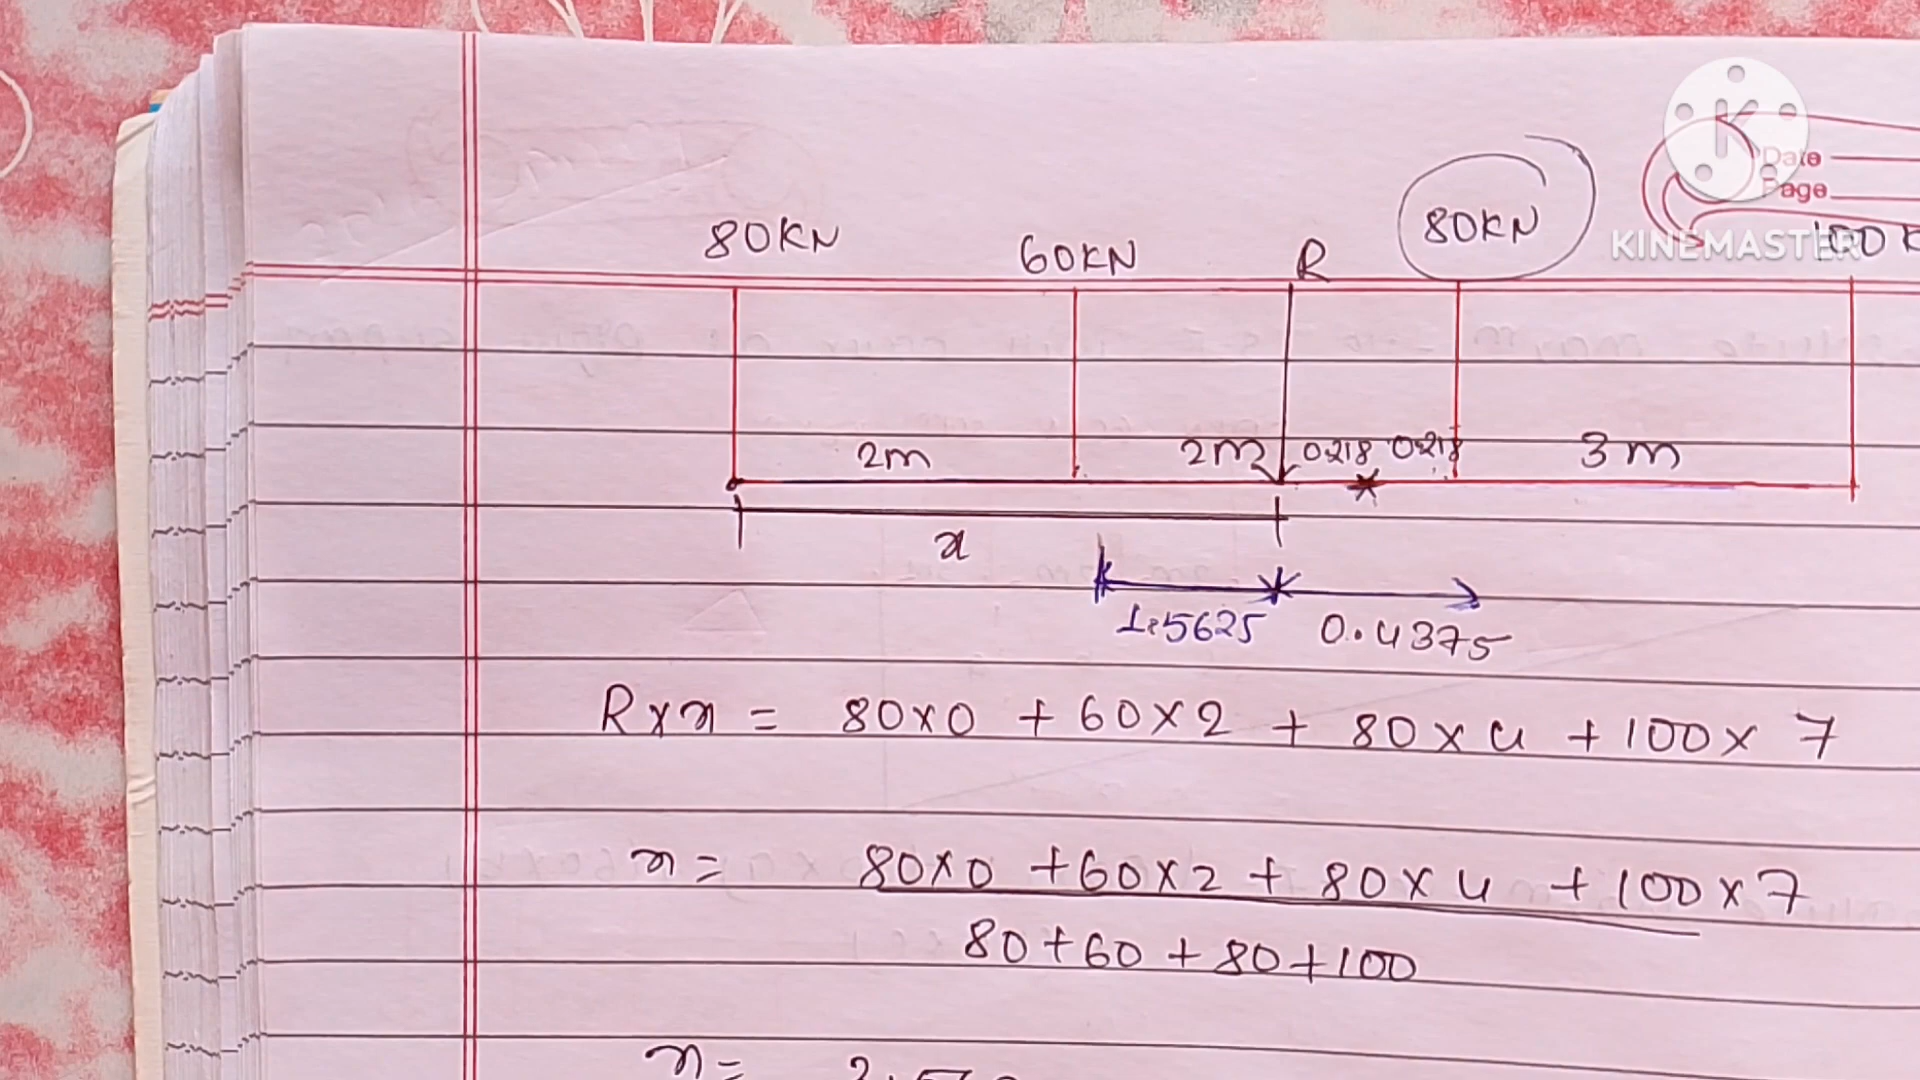 Date
Page
80KN 60KN R 80KN 100 K
KINEMASTER
2m 2m 0.218 0.218 3m
x
1.5625 0.4375
R×x = 80×0 + 60×2 + 80×4 + 100×7
x = 80×0 + 60×2 + 80×4 + 100×7
80+60+80+100
x =